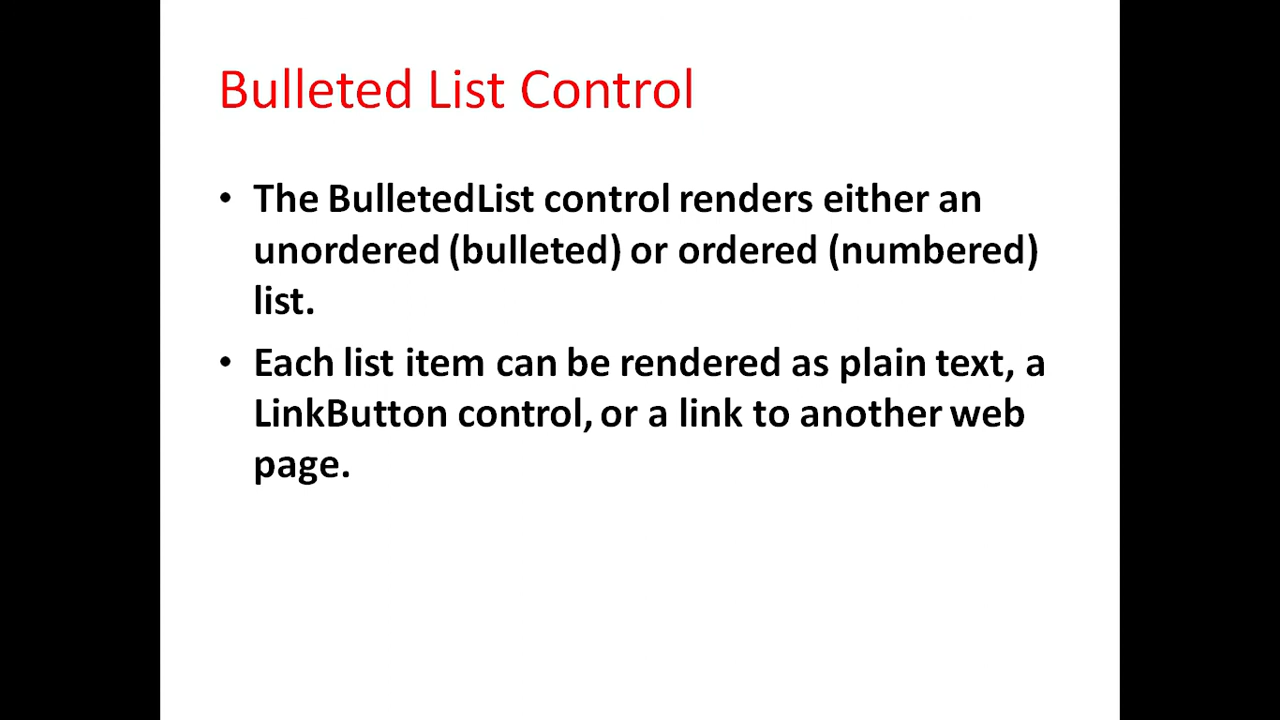 Bulleted List Control
• The BulletedList control renders either an
unordered (bulleted) or ordered (numbered)
list.
• Each list item can be rendered as plain text, a
LinkButton control, or a link to another web
page.